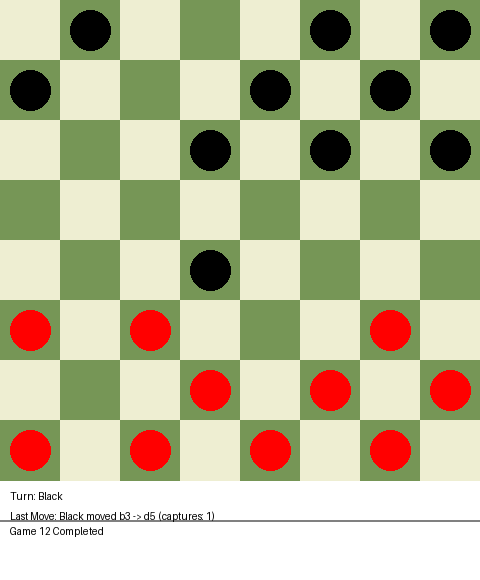 Turn: Black
Last Move: Black moved b3 -> d5 (captures: 1)
Game 12 Completed